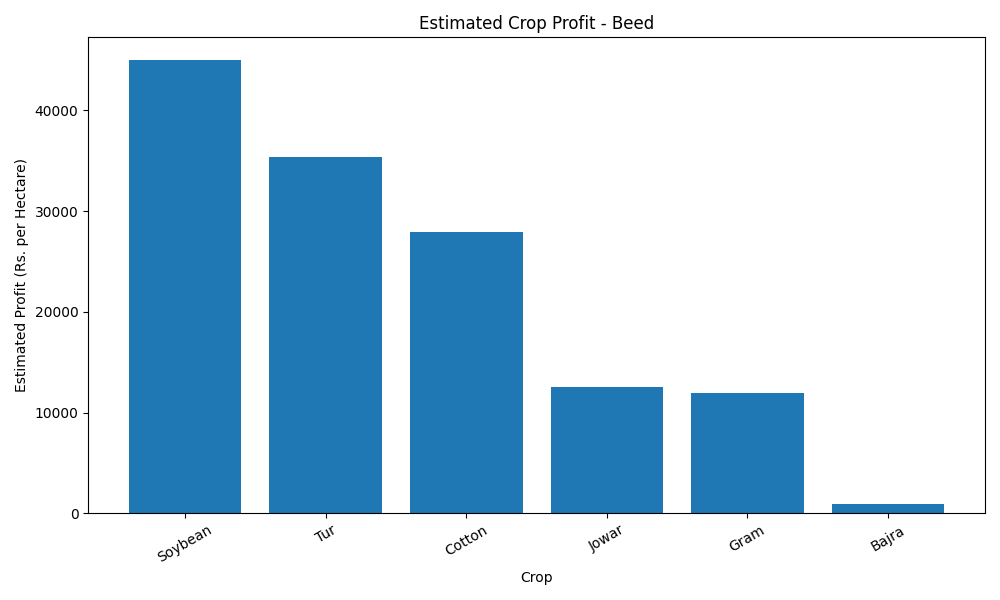 Estimated Crop Profit - Beed
Estimated Profit (Rs. per Hectare)
40000
30000
20000
10000
0
Soybean
Tur
Cotton
Jowar
Gram
Bajra
Crop